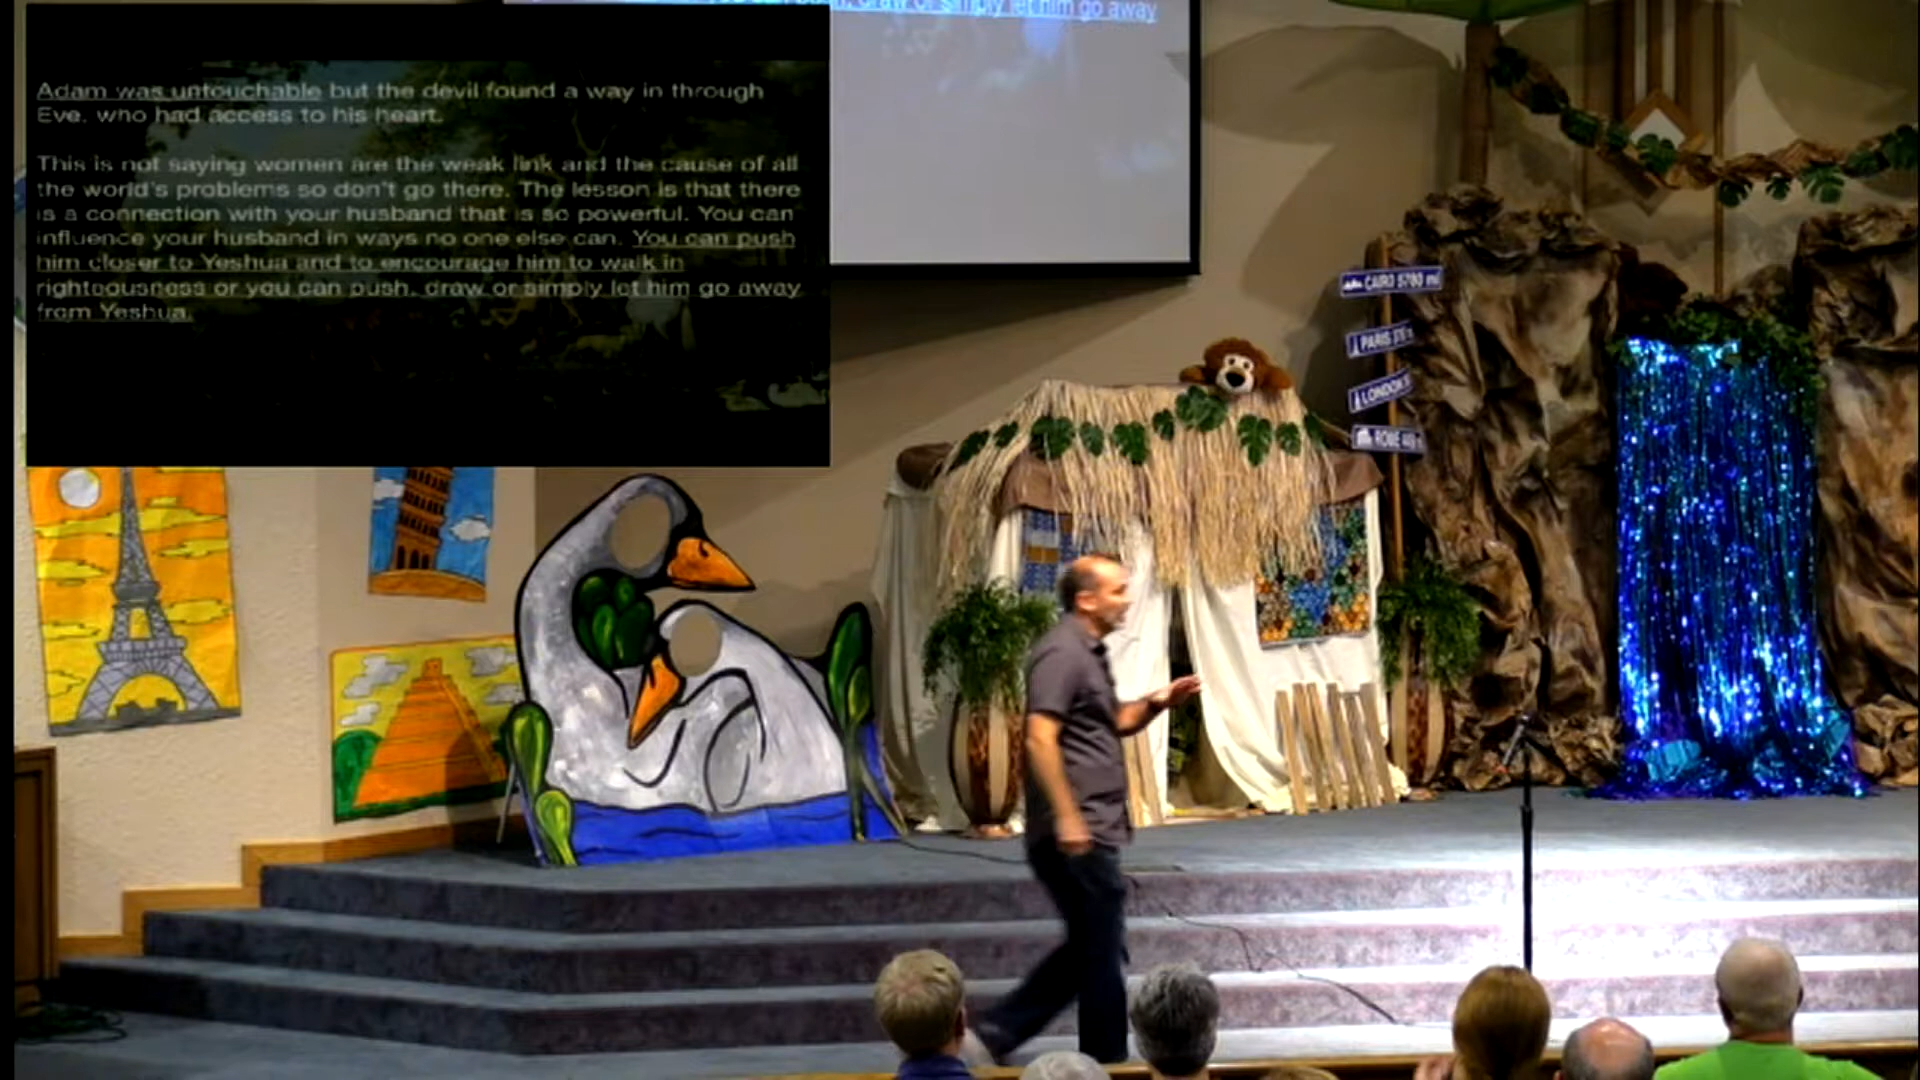 draw or simply let him go away
Adam was untouchable but the devil found a way in through
Eve, who had access to his heart.
This is not saying women are the weak link and the cause of all
the world's problems so don't go there. The lesson is that there
is a connection with your husband that is so powerful. You can
influence your husband in ways no one else can. You can push
him closer to Yeshua and to encourage him to walk in
righteousness or you can push, draw or simply let him go away
from Yeshua.
CAIRO 5780 mi
PARIS
LONDON
ROME